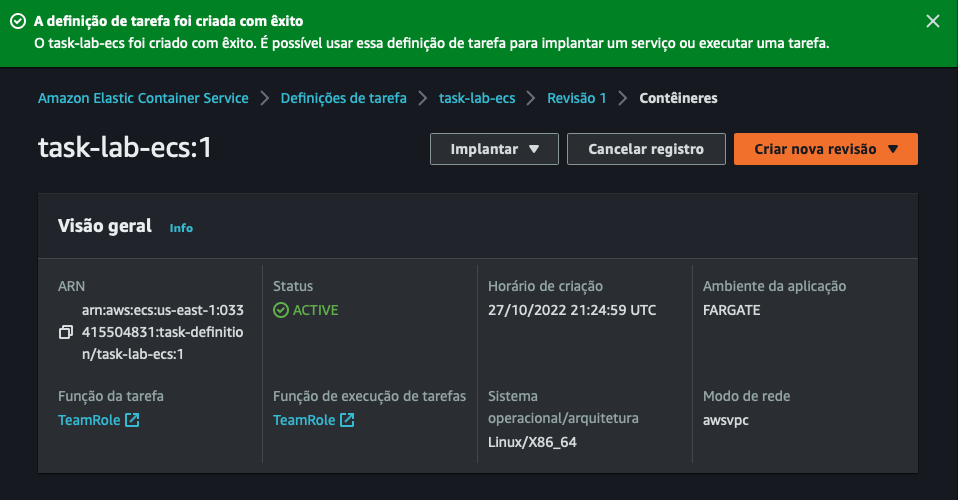 A definição de tarefa foi criada com êxito
O task-lab-ecs foi criado com êxito. É possível usar essa definição de tarefa para implantar um serviço ou executar uma tarefa.
Amazon Elastic Container Service > Definições de tarefa > task-lab-ecs > Revisão 1 > Contêineres
task-lab-ecs:1
Implantar
Cancelar registro
Criar nova revisão
Visão geral Info
ARN
arn:aws:ecs:us-east-1:033
415504831:task-definitio
n/task-lab-ecs:1
Status
ACTIVE
Horário de criação
27/10/2022 21:24:59 UTC
Ambiente da aplicação
FARGATE
Função da tarefa
TeamRole
Função de execução de tarefas
TeamRole
Sistema
operacional/arquitetura
Linux/X86_64
Modo de rede
awsvpc